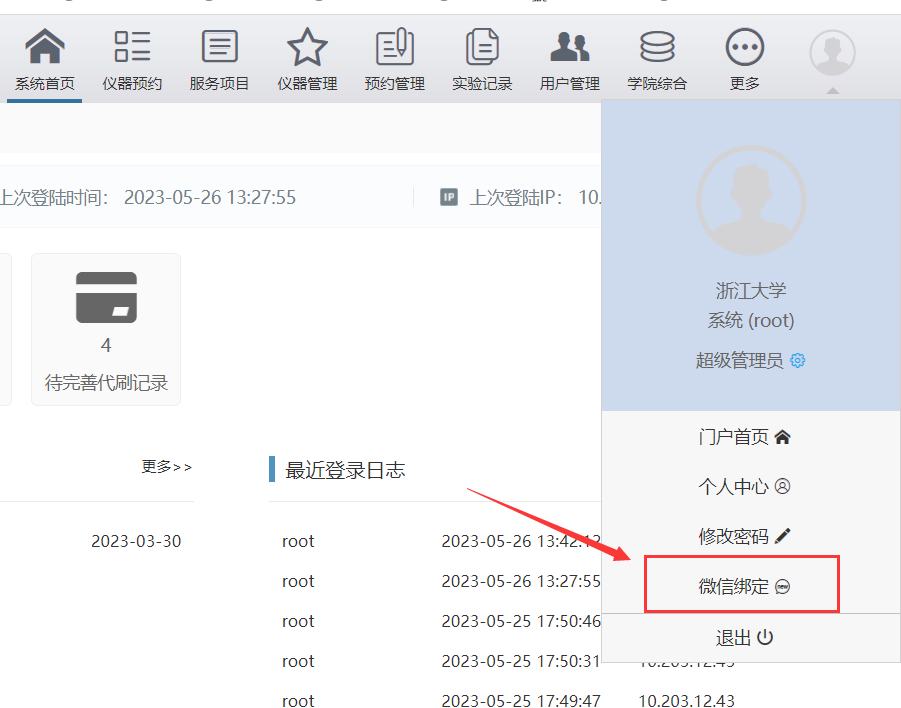 系统首页 仪器预约 服务项目 仪器管理 预约管理 实验记录 用户管理 学院综合 更多
上次登陆时间： 2023-05-26 13:27:55 IP 上次登陆IP： 10.
浙江大学
系统 (root)
超级管理员
4
待完善代刷记录
门户首页
个人中心
修改密码
微信绑定 new
退出
更多>>
2023-03-30
最近登录日志
root 2023-05-26 13:42:12
root 2023-05-26 13:27:55
root 2023-05-25 17:50:46
root 2023-05-25 17:50:31 10.203.12.43
root 2023-05-25 17:49:47 10.203.12.43